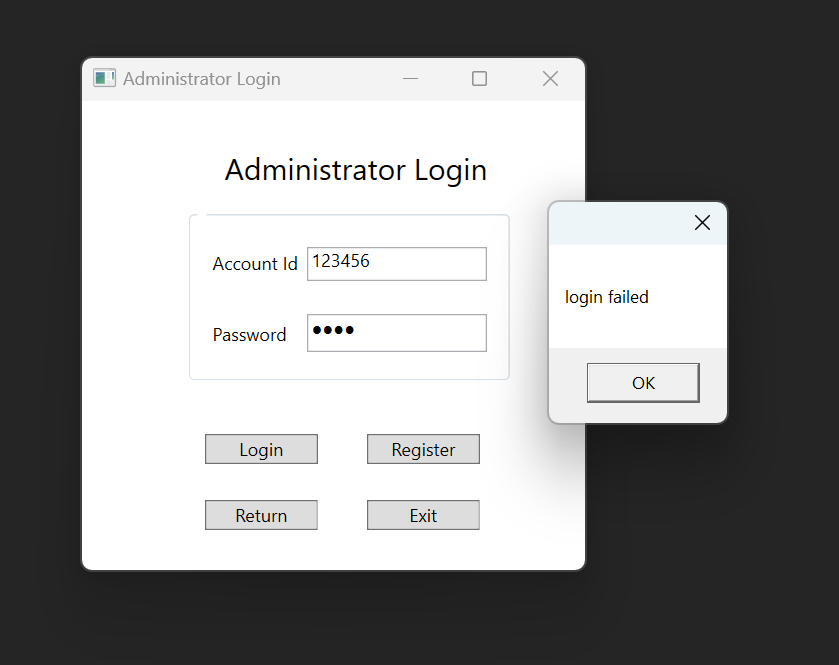 Administrator Login
Administrator Login
Account Id 123456
Password ••••
login failed
OK
Login Register
Return Exit